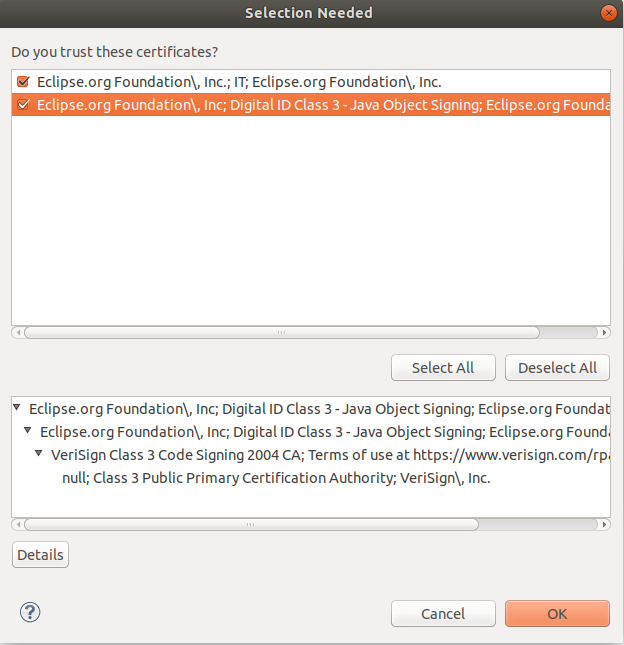 Selection Needed
Do you trust these certificates?
Eclipse.org Foundation\, Inc.; IT; Eclipse.org Foundation\, Inc.
Eclipse.org Foundation\, Inc; Digital ID Class 3 - Java Object Signing; Eclipse.org Founda
Select All
Deselect All
Eclipse.org Foundation\, Inc; Digital ID Class 3 - Java Object Signing; Eclipse.org Foundat
Eclipse.org Foundation\, Inc; Digital ID Class 3 - Java Object Signing; Eclipse.org Founda
VeriSign Class 3 Code Signing 2004 CA; Terms of use at https://www.verisign.com/rpa
null; Class 3 Public Primary Certification Authority; VeriSign\, Inc.
Details
?
Cancel
OK